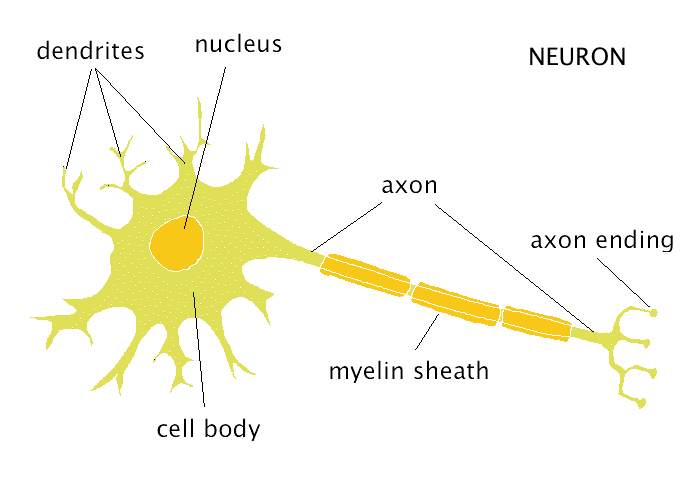 dendrites
nucleus
NEURON
axon
axon ending
myelin sheath
cell body